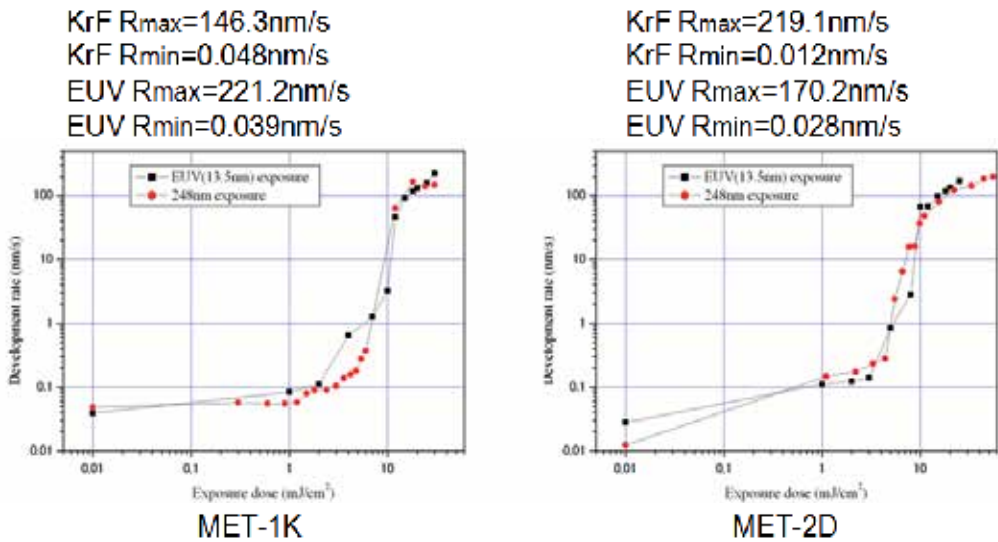 KrF Rmax=146.3nm/s
KrF Rmin=0.048nm/s
EUV Rmax=221.2nm/s
EUV Rmin=0.039nm/s
EUV(13.5nm) exposure
248nm exposure
Development rate (nm/s)
100
10
1
0.1
0.01
0.01
0.1
1
10
Exposure dose (mJ/cm²)
MET-1K
KrF Rmax=219.1nm/s
KrF Rmin=0.012nm/s
EUV Rmax=170.2nm/s
EUV Rmin=0.028nm/s
EUV(13.5nm) exposure
248nm exposure
Development rate (nm/s)
100
10
1
0.1
0.01
0.01
0.1
1
10
Exposure dose (mJ/cm²)
MET-2D